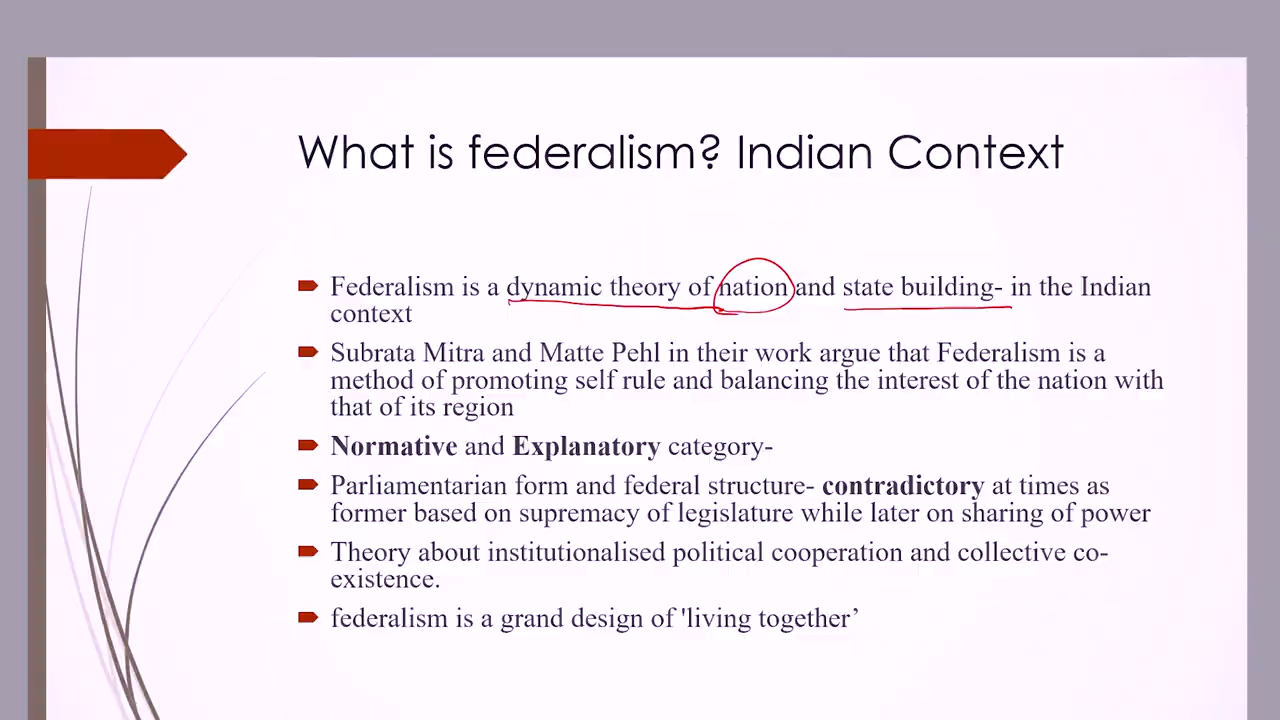 What is federalism? Indian Context
Federalism is a dynamic theory of nation and state building- in the Indian
context
Subrata Mitra and Matte Pehl in their work argue that Federalism is a
method of promoting self rule and balancing the interest of the nation with
that of its region
Normative and Explanatory category-
Parliamentarian form and federal structure- contradictory at times as
former based on supremacy of legislature while later on sharing of power
Theory about institutionalised political cooperation and collective co-
existence.
federalism is a grand design of 'living together’